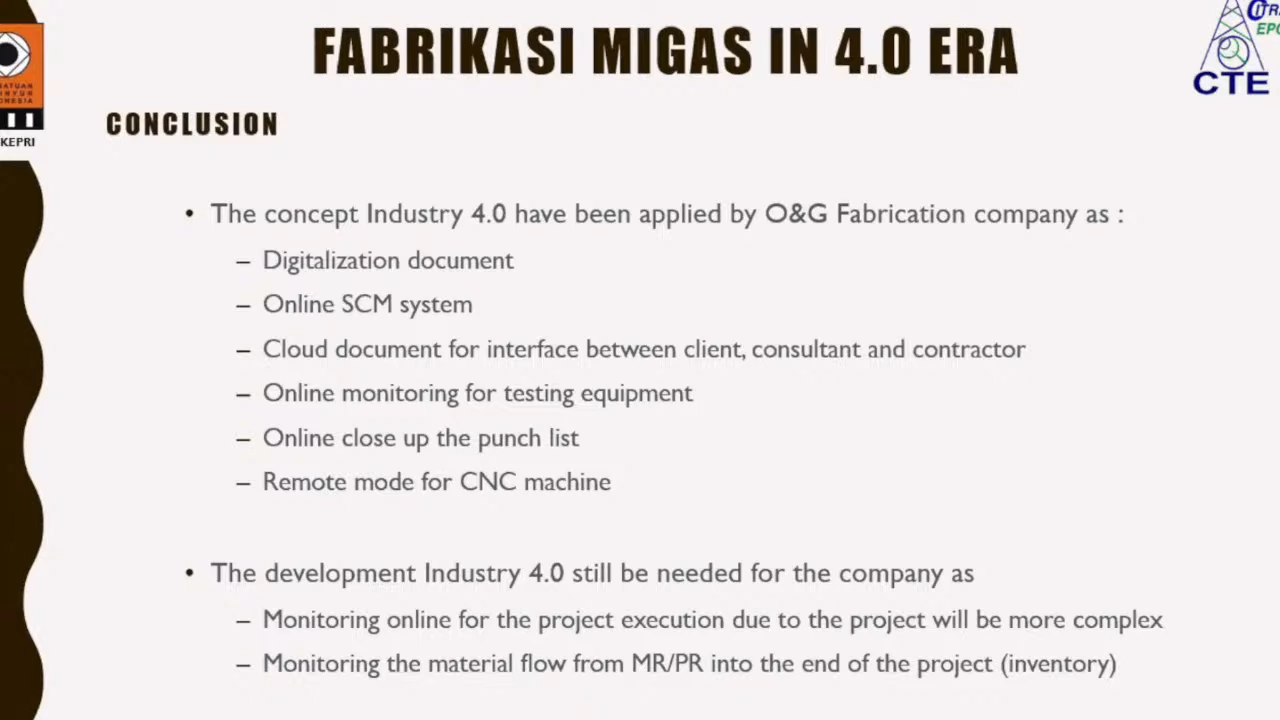 FABRIKASI MIGAS IN 4.0 ERA
CTE
KEPRI
CONCLUSION
• The concept Industry 4.0 have been applied by O&G Fabrication company as :
– Digitalization document
– Online SCM system
– Cloud document for interface between client, consultant and contractor
– Online monitoring for testing equipment
– Online close up the punch list
– Remote mode for CNC machine
• The development Industry 4.0 still be needed for the company as
– Monitoring online for the project execution due to the project will be more complex
– Monitoring the material flow from MR/PR into the end of the project (inventory)